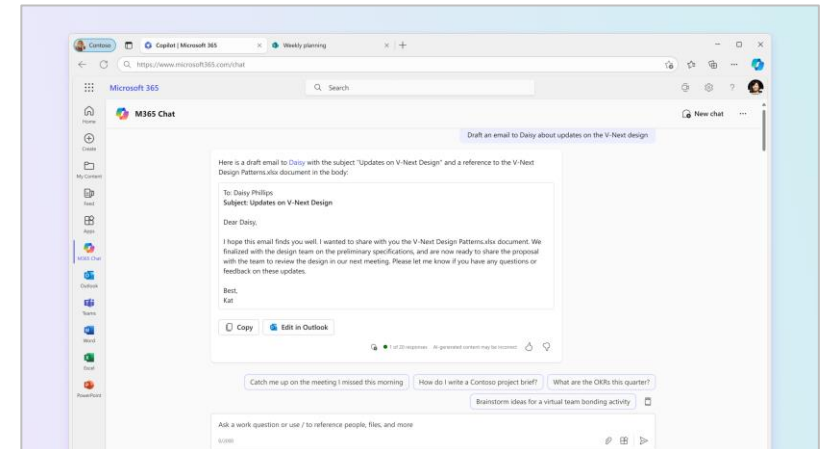 Contoso
Copilot | Microsoft 365
Weekly planning
https://www.microsoft365.com/chat
Microsoft 365
Search
Home
M365 Chat
New chat
Create
Draft an email to Daisy about updates on the V-Next design
My Content
Here is a draft email to Daisy with the subject "Updates on V-Next Design" and a reference to the V-Next
Design Patterns.xlsx document in the body:
Feed
To: Daisy Phillips
Subject: Updates on V-Next Design
Apps
Dear Daisy,
M365 Chat
I hope this email finds you well. I wanted to share with you the V-Next Design Patterns.xlsx document. We
finalized with the design team on the preliminary specifications, and are now ready to share the proposal
with the team to review the design in our next meeting. Please let me know if you have any questions or
feedback on these updates.
Outlook
Best,
Kat
Teams
Copy
Edit in Outlook
Word
1 of 20 responses AI-generated content may be incorrect
Excel
Catch me up on the meeting I missed this morning
How do I write a Contoso project brief?
What are the OKRs this quarter?
PowerPoint
Brainstorm ideas for a virtual team bonding activity
Ask a work question or use / to reference people, files, and more